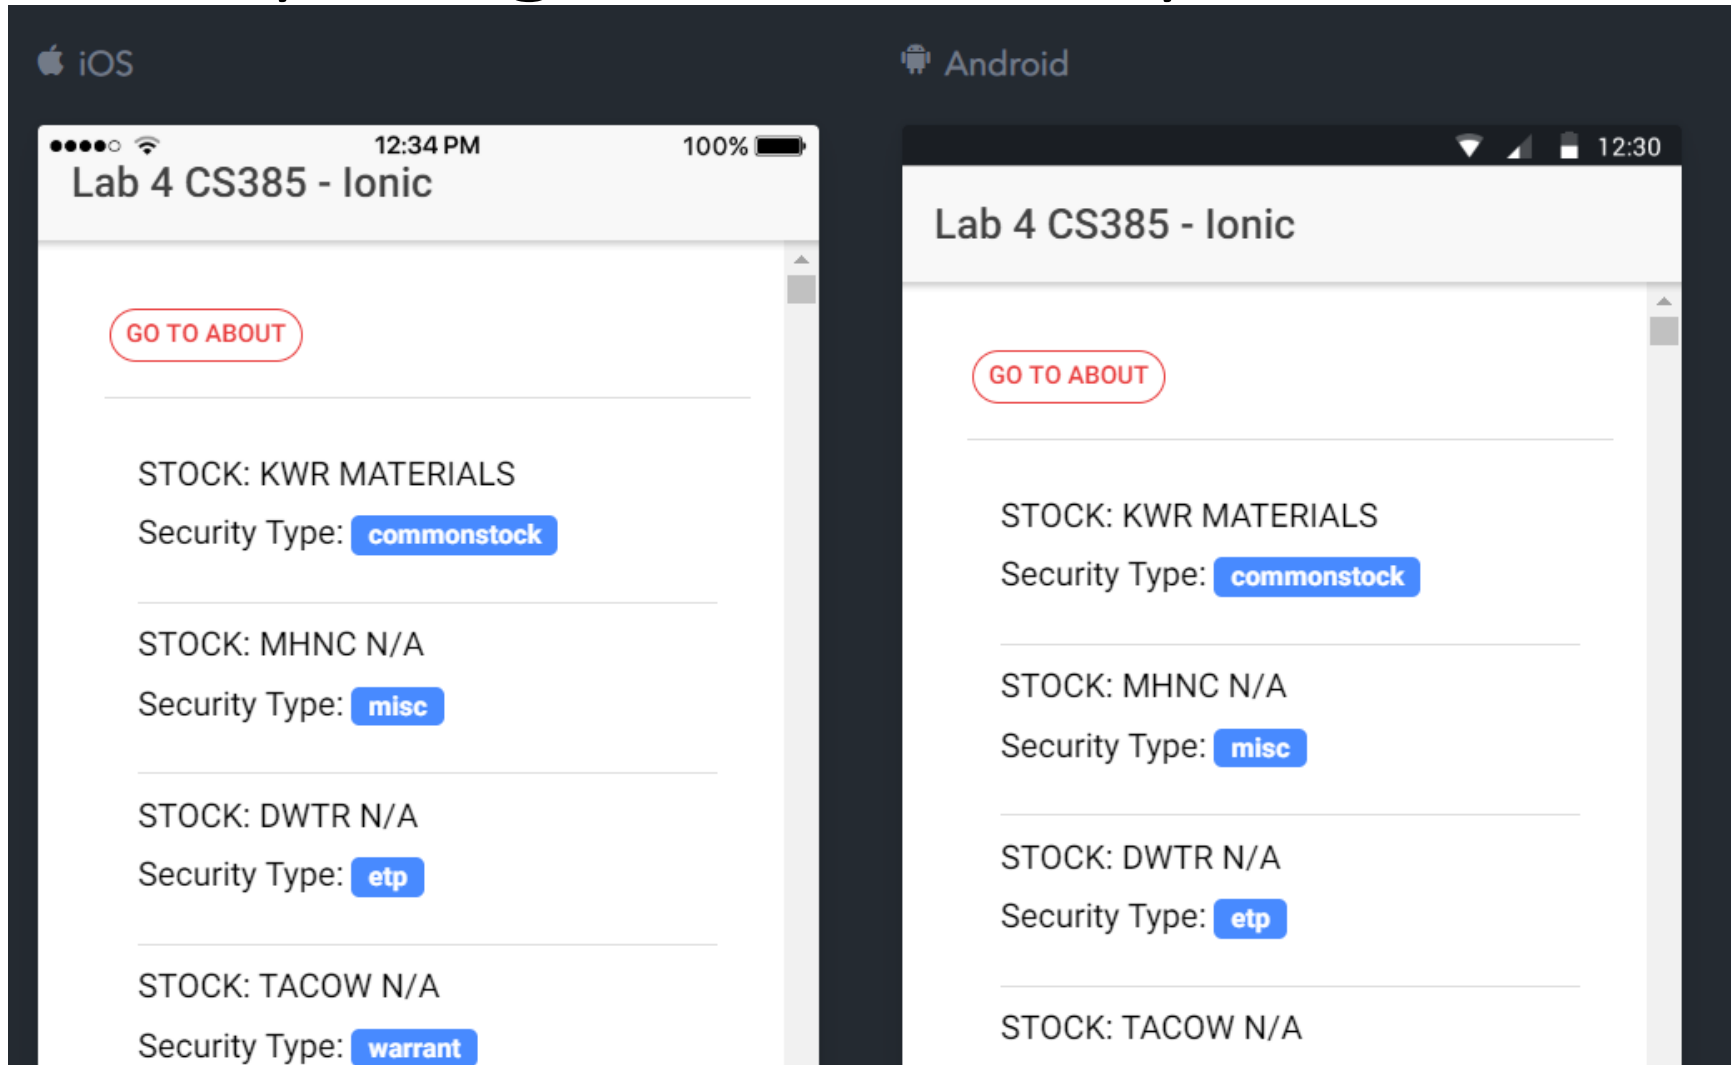 iOS
12:34 PM
100%
Lab 4 CS385 - Ionic
GO TO ABOUT
STOCK: KWR MATERIALS
Security Type: commonstock
STOCK: MHNC N/A
Security Type: misc
STOCK: DWTR N/A
Security Type: etp
STOCK: TACOW N/A
Security Type: warrant
Android
12:30
Lab 4 CS385 - Ionic
GO TO ABOUT
STOCK: KWR MATERIALS
Security Type: commonstock
STOCK: MHNC N/A
Security Type: misc
STOCK: DWTR N/A
Security Type: etp
STOCK: TACOW N/A